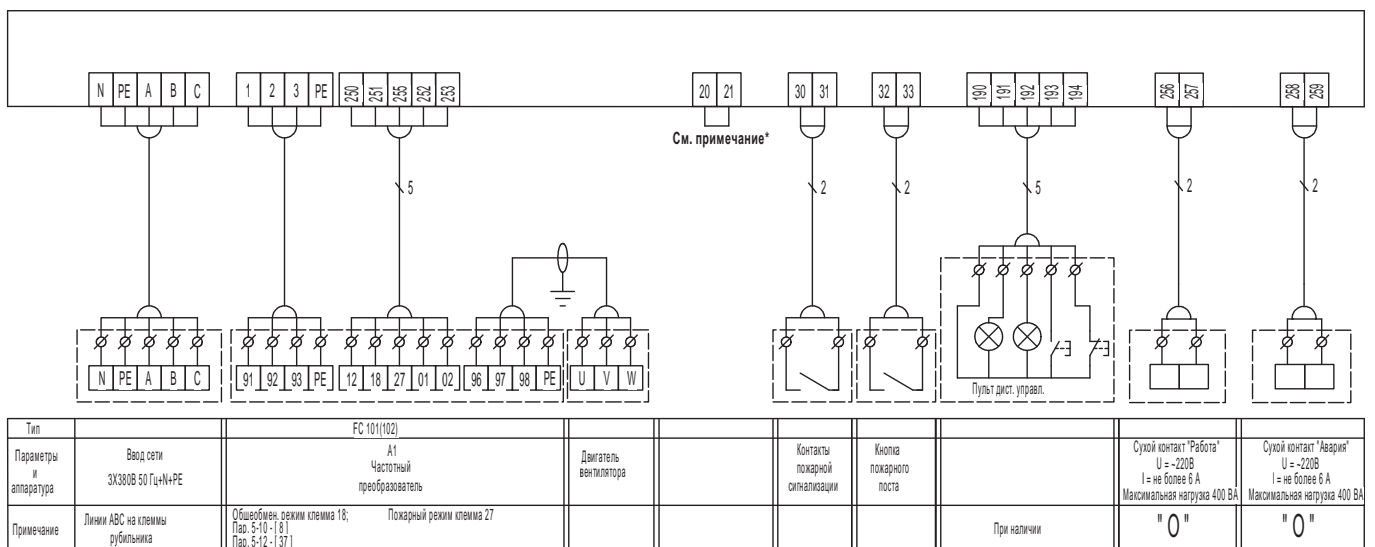 N PE A B C 1 2 3 PE 250 251 255 252 253 20 21 30 31 32 33 190 191 192 193 194 256 257 258 259
См. примечание*
5 2 2 5 2 2
N PE A B C 91 92 93 PE 12 18 27 01 02 96 97 98 PE U V W
Пульт дист. управл.
Тип
FC 101(102)
Параметры
и
аппаратура
Ввод сети
3X380В 50 Гц+N+PE
A1
Частотный
преобразователь
Двигатель
вентилятора
Контакты
пожарной
сигнализации
Кнопка
пожарного
поста
Сухой контакт "Работа"
U = ~220В
I = не более 6 А
Максимальная нагрузка 400 ВА
Сухой контакт "Авария"
U = ~220В
I = не более 6 А
Максимальная нагрузка 400 ВА
Примечание
Линии АВС на клеммы
рубильника
Общеобмен. режим клемма 18; Пожарный режим клемма 27
Пар. 5-10 - [ 8 ]
Пар. 5-12 - [ 37 ]
При наличии
" О "
" О "